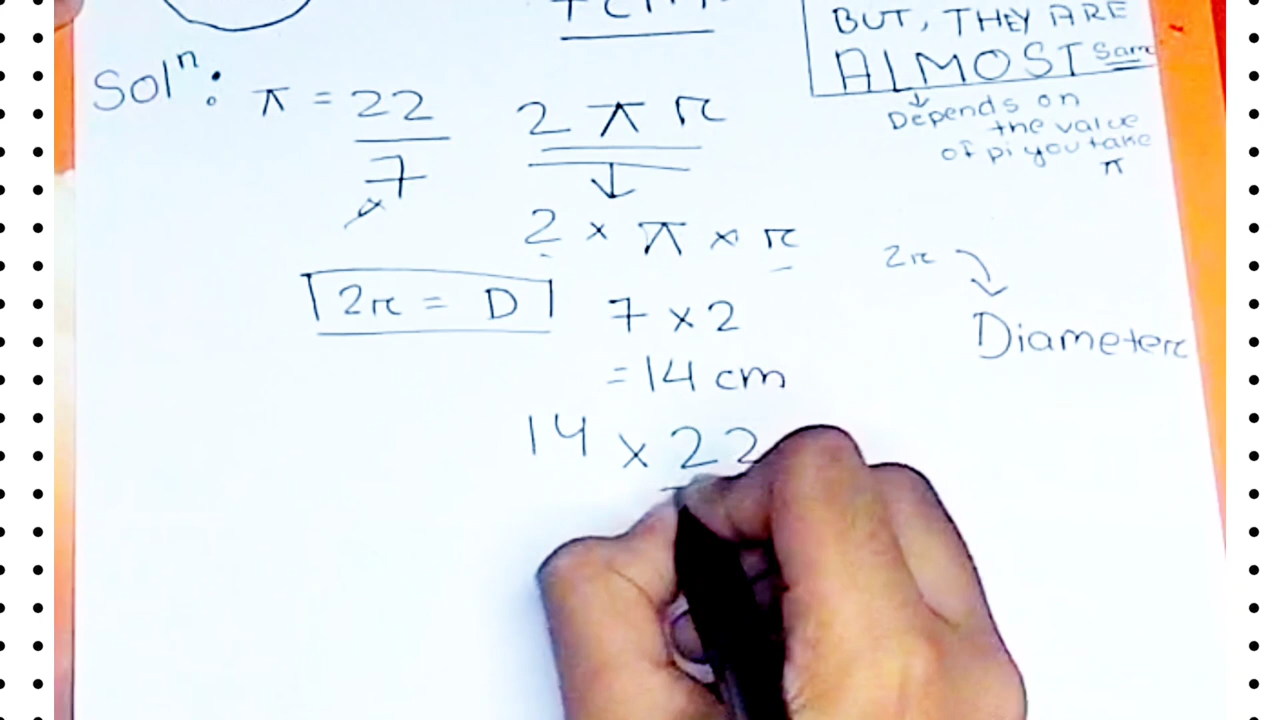 BUT, THEY ARE
ALMOST Same
Depends on
the value
of pi you take
π
Solⁿ: π = 22
7
2 π r
2 × π × r
2r
Diameter
2r = D
7 × 2
= 14 cm
14 × 22